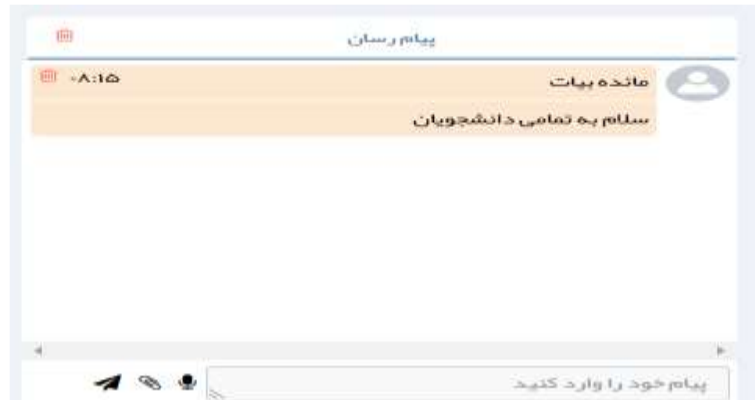 پیام رسان
مائده بیات ۰۸:۱۵
سلام به تمامی دانشجویان
پیام خود را وارد کنید